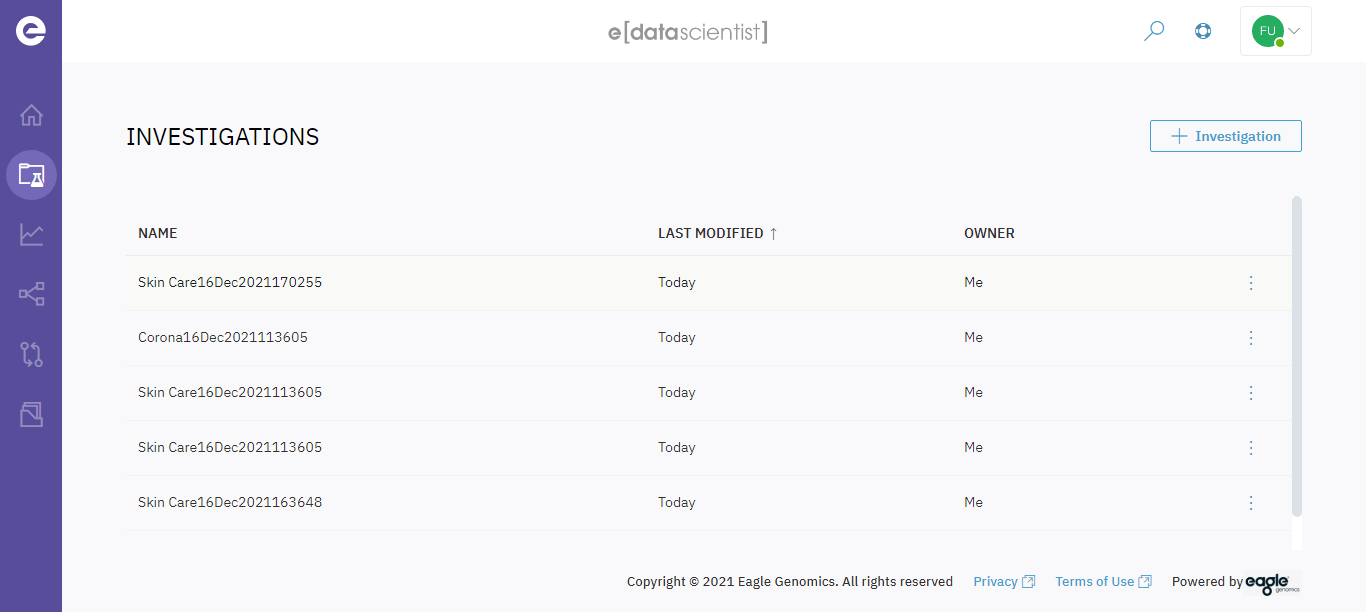 e
e[datascientist]
FU
INVESTIGATIONS
Investigation
NAME LAST MODIFIED ↑ OWNER
Skin Care16Dec2021170255 Today Me
Corona16Dec2021113605 Today Me
Skin Care16Dec2021113605 Today Me
Skin Care16Dec2021113605 Today Me
Skin Care16Dec2021163648 Today Me
Copyright © 2021 Eagle Genomics. All rights reserved Privacy Terms of Use Powered by eagle genomics